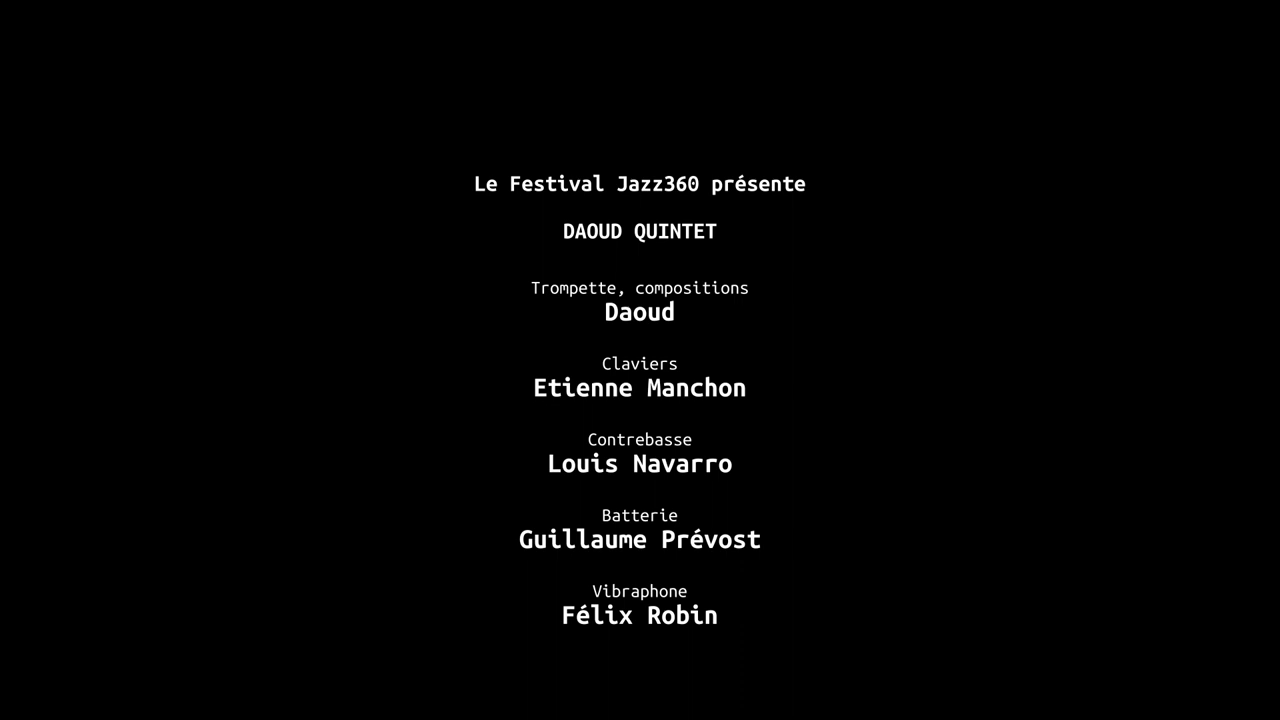 Le Festival Jazz360 présente
DAOUD QUINTET
Trompette, compositions
Daoud
Claviers
Etienne Manchon
Contrebasse
Louis Navarro
Batterie
Guillaume Prévost
Vibraphone
Félix Robin